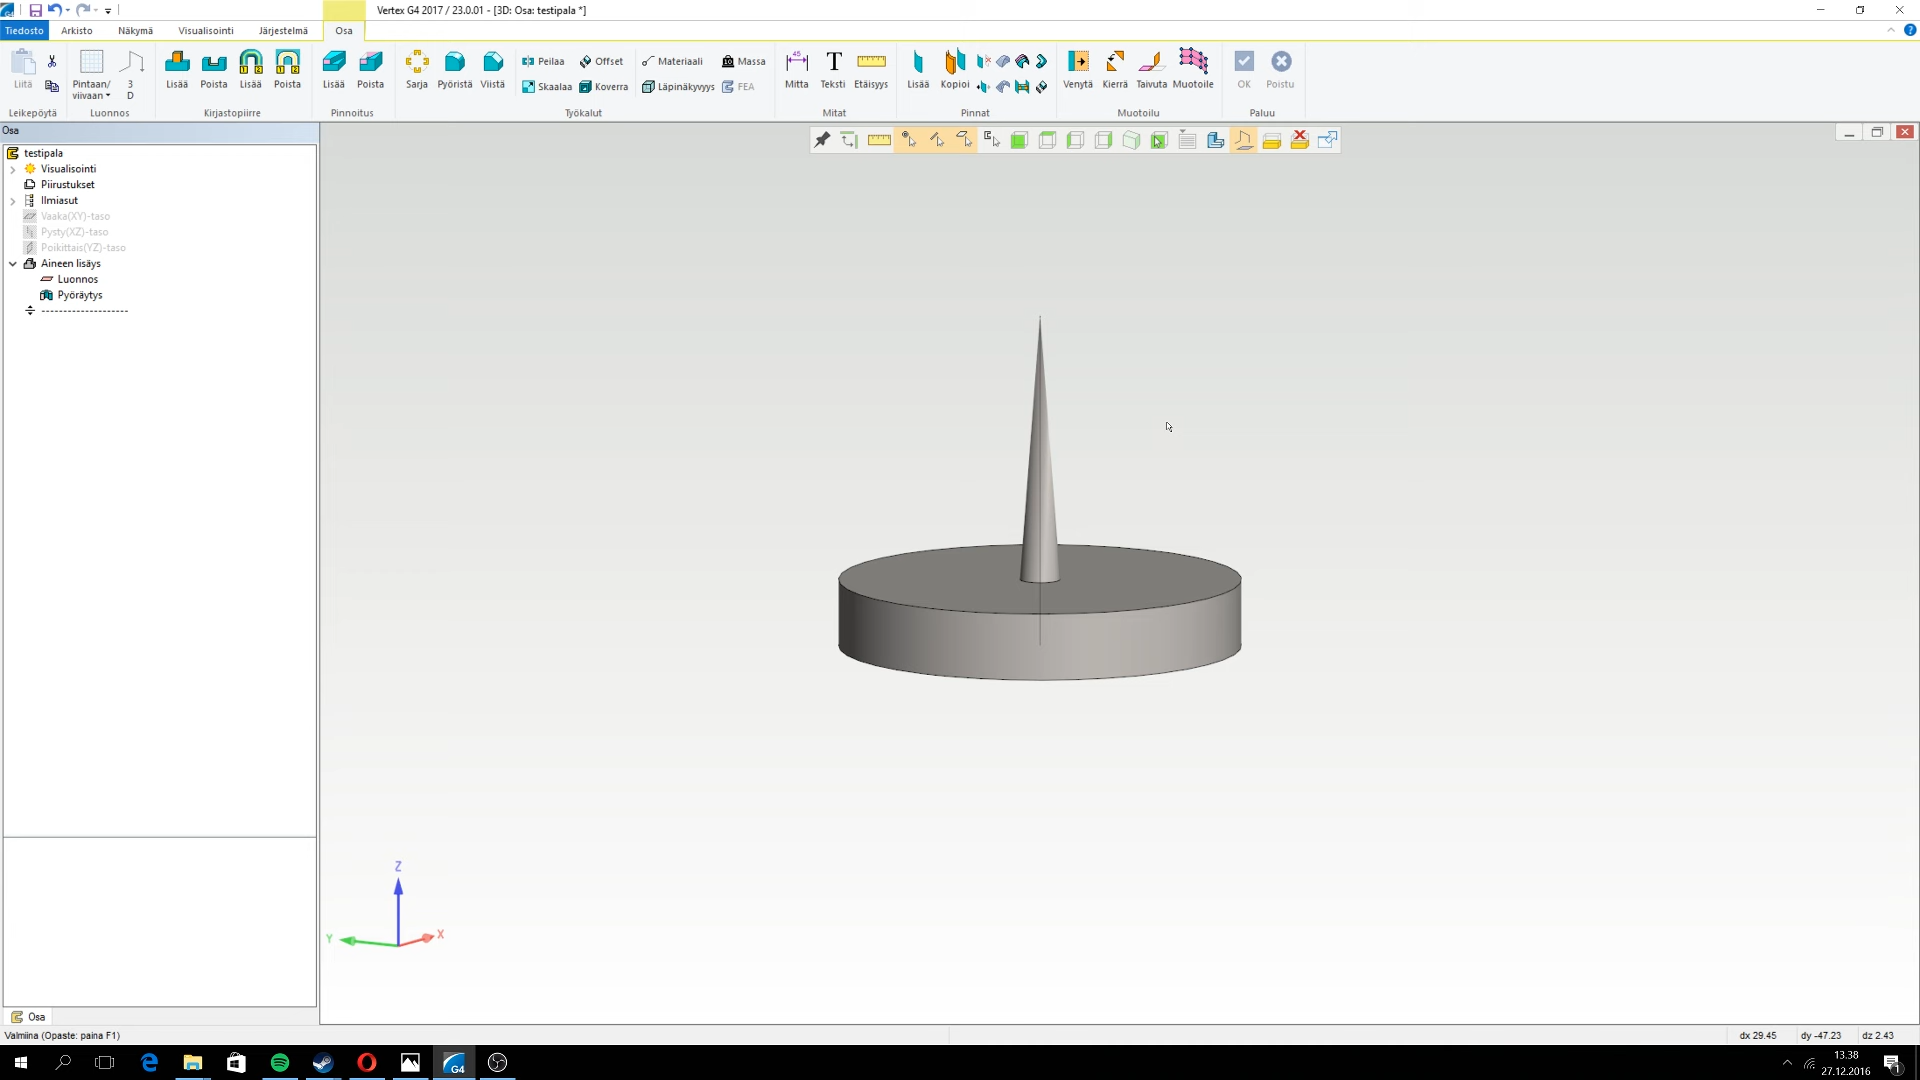 Vertex G4 2017 / 23.0.01 - [3D: Osa: testipala *]
Tiedosto Arkisto Näkymä Visualisointi Järjestelmä Osa
Liitä Pintaan/ viivaan 3 D Lisää Poista Lisää Poista Lisää Poista Sarja Pyöristä Viistä
Peilaa Offset Materiaali Massa
Skaalaa Koverra Läpinäkyvyys FEA
45
Mitta Teksti Etäisyys Lisää Kopioi Venytä Kierrä Taivuta Muotoile OK Poistu
Leikepöytä Luonnos Kirjastopiirre Pinnoitus Työkalut Mitat Pinnat Muotoilu Paluu
Osa
testipala
Visualisointi
Piirustukset
Ilmiasut
Vaaka(XY)-taso
Pysty(XZ)-taso
Poikittais(YZ)-taso
Aineen lisäys
Luonnos
Pyöräytys
Z
Y X
Osa
Valmiina (Opaste: paina F1) dx 29.45 dy -47.23 dz 2.43
G4
13.38
27.12.2016
1